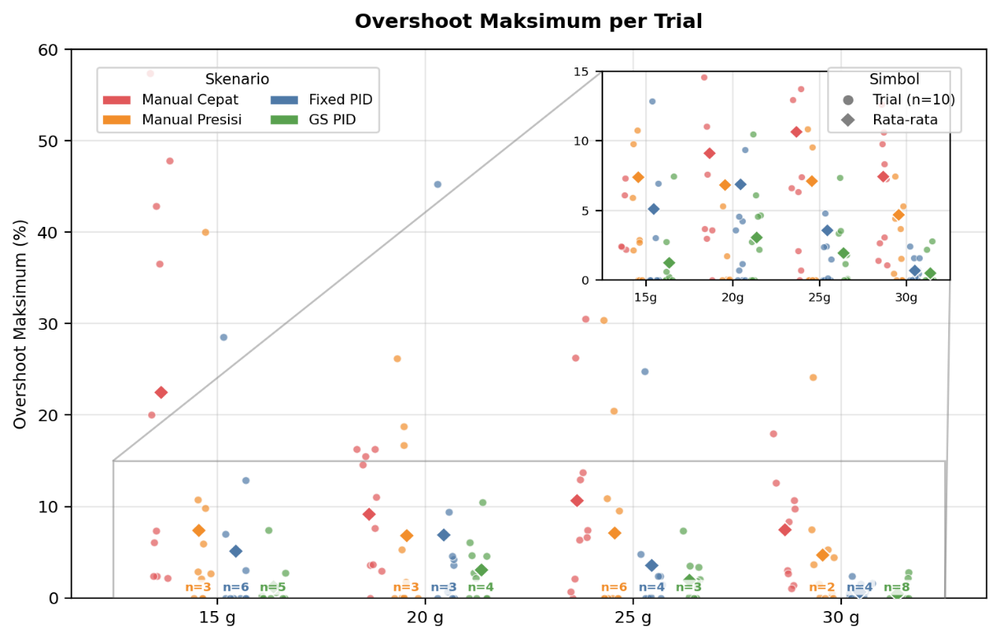 Overshoot Maksimum per Trial
Overshoot Maksimum (%)
60
50
40
30
20
10
0
Skenario
Manual Cepat
Fixed PID
Manual Presisi
GS PID
Simbol
Trial (n=10)
Rata-rata
15
10
5
0
15g
20g
25g
30g
n=3 n=6 n=5 n=3 n=3 n=4 n=6 n=4 n=3 n=2 n=4 n=8
15 g
20 g
25 g
30 g